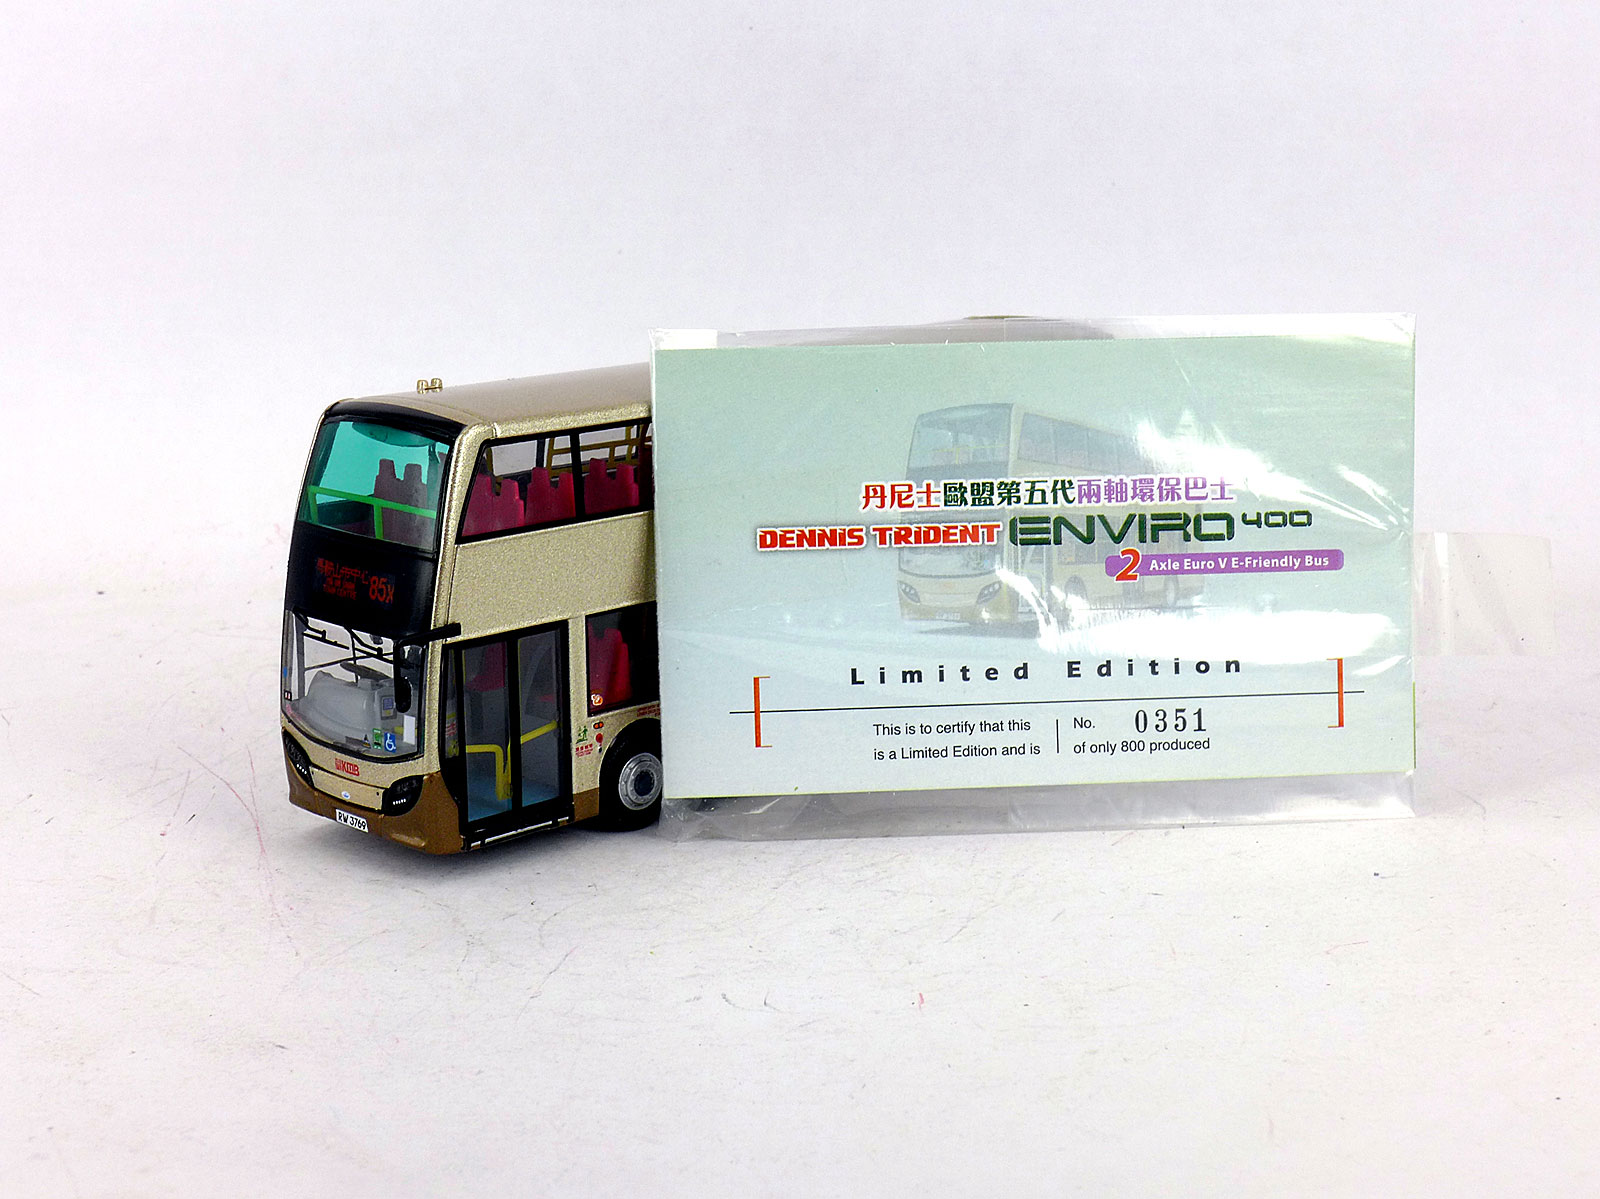 85X
KMB
RW 3769
丹尼士歐盟第五代兩軸環保巴士
DENNIS TRIDENT ENVIRO 400
2 Axle Euro V E-Friendly Bus
Limited Edition
This is to certify that this
is a Limited Edition and is
No. 0351
of only 800 produced